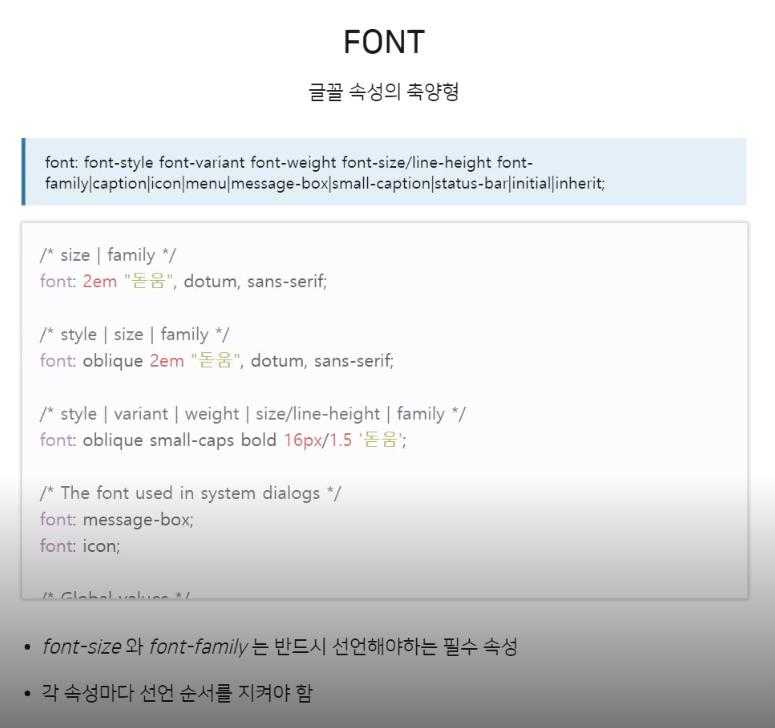 FONT
글꼴 속성의 축양형
font: font-style font-variant font-weight font-size/line-height font-
family|caption|icon|menu|message-box|small-caption|status-bar|initial|inherit;
/* size | family */
font: 2em "돋움", dotum, sans-serif;
/* style | size | family */
font: oblique 2em "돋움", dotum, sans-serif;
/* style | variant | weight | size/line-height | family */
font: oblique small-caps bold 16px/1.5 '돋움';
/* The font used in system dialogs */
font: message-box;
font: icon;
/* Global values */
• font-size 와 font-family 는 반드시 선언해야하는 필수 속성
• 각 속성마다 선언 순서를 지켜야 함